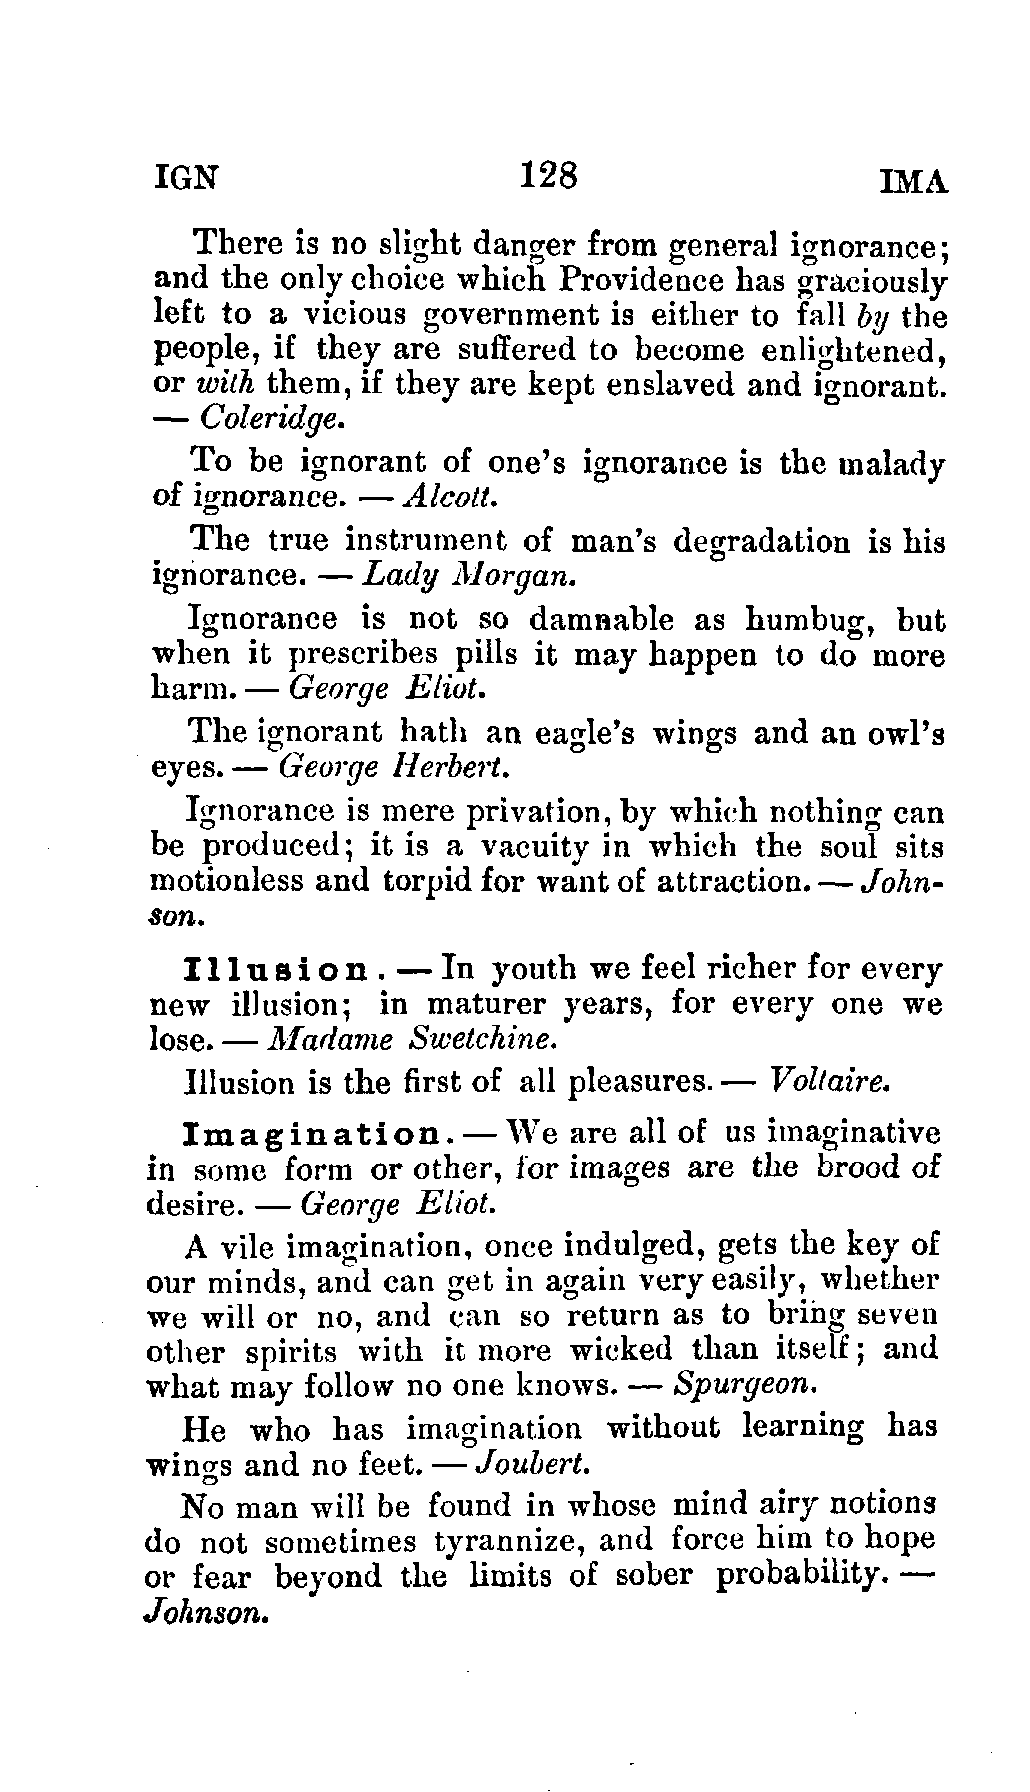 IGN 128 IMA
There is no slight danger from general ignorance;
and the only choice which Providence has graciously
left to a vicious government is either to fall by the
people, if they are suffered to become enlightened,
or with them, if they are kept enslaved and ignorant.
— Coleridge.
To be ignorant of one's ignorance is the malady
of ignorance. — Alcott.
The true instrument of man's degradation is his
ignorance. — Lady Morgan.
Ignorance is not so damnable as humbug, but
when it prescribes pills it may happen to do more
harm. — George Eliot.
The ignorant hath an eagle's wings and an owl's
eyes. — George Herbert.
Ignorance is mere privation, by which nothing can
be produced; it is a vacuity in which the soul sits
motionless and torpid for want of attraction. — John-
son.
Illusion. — In youth we feel richer for every
new illusion; in maturer years, for every one we
lose. — Madame Swetchine.
Illusion is the first of all pleasures. — Voltaire.
Imagination. — We are all of us imaginative
in some form or other, for images are the brood of
desire. — George Eliot.
A vile imagination, once indulged, gets the key of
our minds, and can get in again very easily, whether
we will or no, and can so return as to bring seven
other spirits with it more wicked than itself; and
what may follow no one knows. — Spurgeon.
He who has imagination without learning has
wings and no feet. — Joubert.
No man will be found in whose mind airy notions
do not sometimes tyrannize, and force him to hope
or fear beyond the limits of sober probability. —
Johnson.